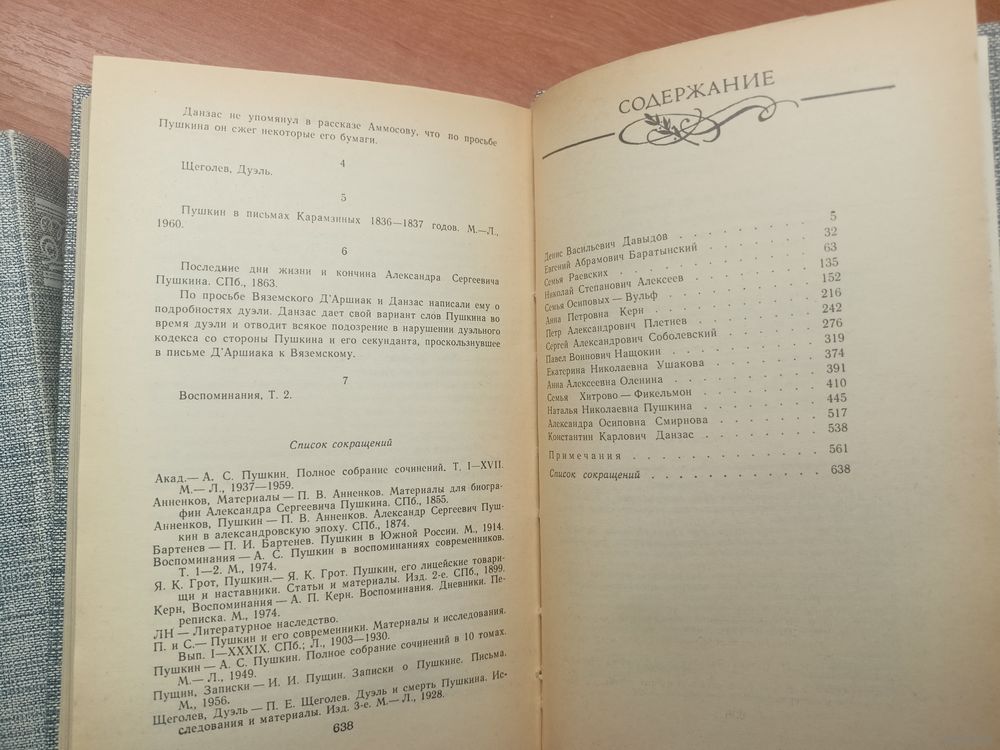 Данзас не упомянул в рассказе Аммосову, что по просьбе
Пушкина он сжег некоторые его бумаги.
4
Щеголев, Дуэль.
5
Пушкин в письмах Карамзиных 1836—1837 годов. М.—Л.,
1960.
6
Последние дни жизни и кончина Александра Сергеевича
Пушкина. СПб., 1863.
По просьбе Вяземского Д'Аршиак и Данзас написали ему о
подробностях дуэли. Данзас дает свой вариант слов Пушкина во
время дуэли и отводит всякое подозрение в нарушении дуэльного
кодекса со стороны Пушкина и его секунданта, проскользнувшее
в письме Д'Аршиака к Вяземскому.
7
Воспоминания, Т. 2.
Список сокращений
Акад.— А. С. Пушкин. Полное собрание сочинений. Т. I—XVII.
М.— Л., 1937—1959.
Анненков, Материалы — П. В. Анненков. Материалы для биогра-
фии Александра Сергеевича Пушкина. СПб., 1855.
Анненков, Пушкин — П. В. Анненков. Александр Сергеевич Пуш-
кин в александровскую эпоху. СПб., 1874.
Бартенев — П. И. Бартенев. Пушкин в Южной России. М., 1914.
Воспоминания — А. С. Пушкин в воспоминаниях современников.
Т. 1—2. М., 1974.
Я. К. Грот, Пушкин.— Я. К. Грот. Пушкин, его лицейские товари-
щи и наставники. Статьи и материалы. Изд. 2-е. СПб., 1899.
Керн, Воспоминания — А. П. Керн. Воспоминания. Дневники. Пе-
реписка. М., 1974.
ЛН — Литературное наследство.
П. и С.— Пушкин и его современники. Материалы и исследования.
Вып. I—XXXIX. СПб.; Л., 1903—1930.
Пушкин — А. С. Пушкин. Полное собрание сочинений в 10 томах.
М.— Л., 1949.
Пущин, Записки — И. И. Пущин. Записки о Пушкине. Письма.
М., 1956.
Щеголев, Дуэль — П. Е. Щеголев. Дуэль и смерть Пушкина. Ис-
следования и материалы. Изд. 3-е. М.— Л., 1928.
638
СОДЕРЖАНИЕ
Денис Васильевич Давыдов . . . . . . . . 5
Евгений Абрамович Баратынский . . . . . . . 32
Семья Раевских . . . . . . . . . . . 63
Николай Степанович Алексеев . . . . . . . 135
Семья Осиповых — Вульф . . . . . . . . 152
Анна Петровна Керн . . . . . . . . . 216
Петр Александрович Плетнев . . . . . . . 242
Сергей Александрович Соболевский . . . . . . 276
Павел Воинович Нащокин . . . . . . . . 319
Екатерина Николаевна Ушакова . . . . . . 374
Анна Алексеевна Оленина . . . . . . . . 391
Семья Хитрово — Фикельмон . . . . . . . 410
Наталья Николаевна Пушкина . . . . . . . 445
Александра Осиповна Смирнова . . . . . . 517
Константин Карлович Данзас . . . . . . . 538
Примечания . . . . . . . . . . . 561
Список сокращений . . . . . . . . . . 638